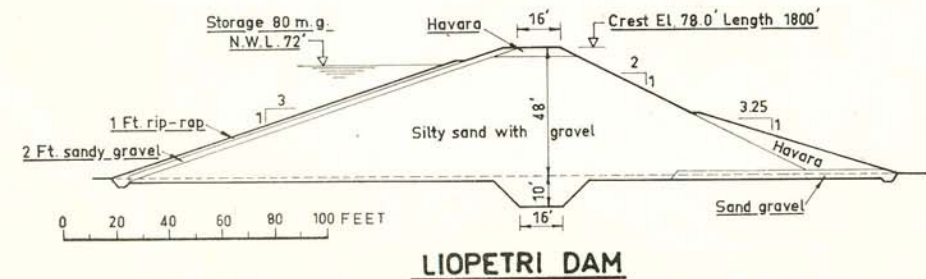 16'
Havara
Crest El. 78.0' Length 1800'
Storage 80 m.g.
N.W.L. 72'
2
1
3
1
48'
3.25
1
1 Ft. rip-rap
Silty sand with gravel
2 Ft. sandy gravel
Havara
10'
Sand gravel
16'
0 20 40 60 80 100 FEET
LIOPETRI DAM